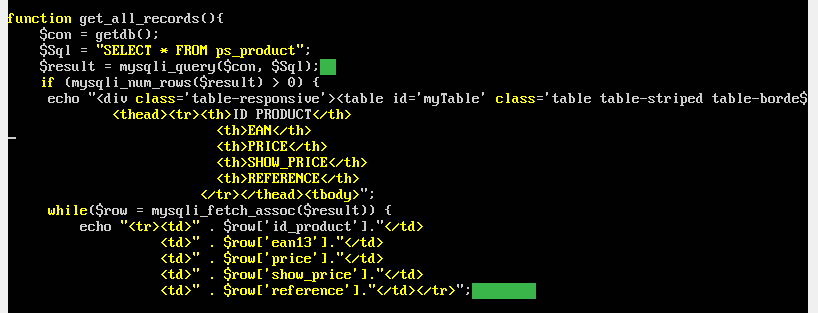 function get_all_records(){
$con = getdb();
$Sql = "SELECT * FROM ps_product";
$result = mysqli_query($con, $Sql);
if (mysqli_num_rows($result) > 0) {
echo "<div class='table-responsive'><table id='myTable' class='table table-striped table-borde$
<thead><tr><th>ID PRODUCT</th>
<th>EAN</th>
<th>PRICE</th>
<th>SHOW_PRICE</th>
<th>REFERENCE</th>
</tr></thead><tbody>";
while($row = mysqli_fetch_assoc($result)) {
echo "<tr><td>" . $row['id_product']."</td>
<td>" . $row['ean13']."</td>
<td>" . $row['price']."</td>
<td>" . $row['show_price']."</td>
<td>" . $row['reference']."</td></tr>";